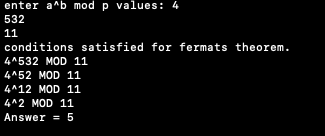 enter a^b mod p values: 4
532
11
conditions satisfied for fermats theorem.
4^532 MOD 11
4^52 MOD 11
4^12 MOD 11
4^2 MOD 11
Answer = 5